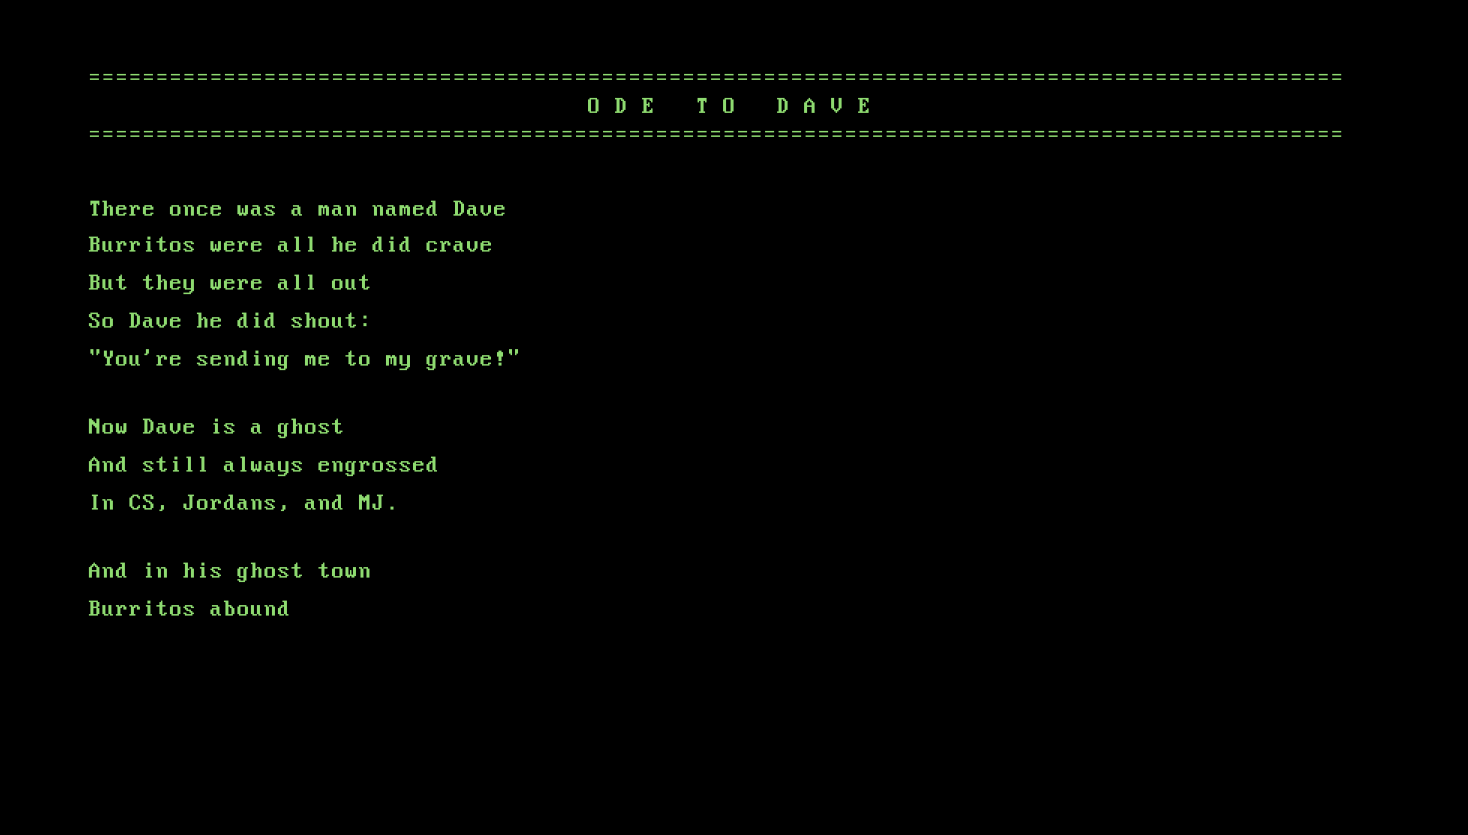 ===========================================================================================
O D E   T O   D A V E
===========================================================================================
There once was a man named Dave
Burritos were all he did crave
But they were all out
So Dave he did shout:
"You're sending me to my grave!"
Now Dave is a ghost
And still always engrossed
In CS, Jordans, and MJ.
And in his ghost town
Burritos abound